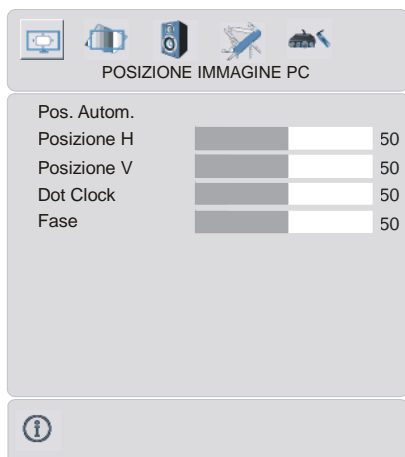 POSIZIONE IMMAGINE PC
Pos. Autom.
Posizione H 50
Posizione V 50
Dot Clock 50
Fase 50